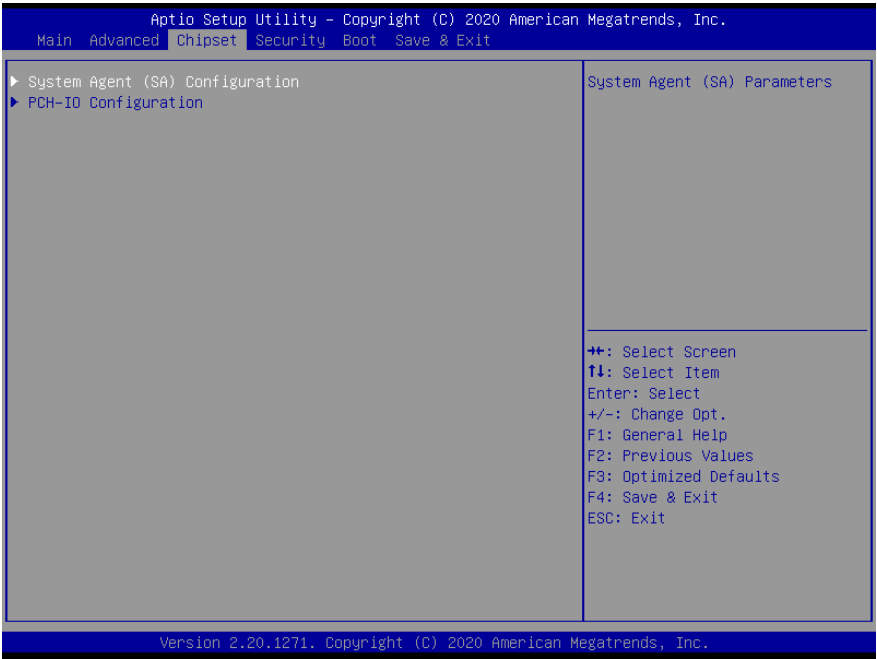 Aptio Setup Utility – Copyright (C) 2020 American Megatrends, Inc.
Main Advanced Chipset Security Boot Save & Exit
System Agent (SA) Configuration
PCH-IO Configuration
System Agent (SA) Parameters
→←: Select Screen
↑↓: Select Item
Enter: Select
+/-: Change Opt.
F1: General Help
F2: Previous Values
F3: Optimized Defaults
F4: Save & Exit
ESC: Exit
Version 2.20.1271. Copyright (C) 2020 American Megatrends, Inc.